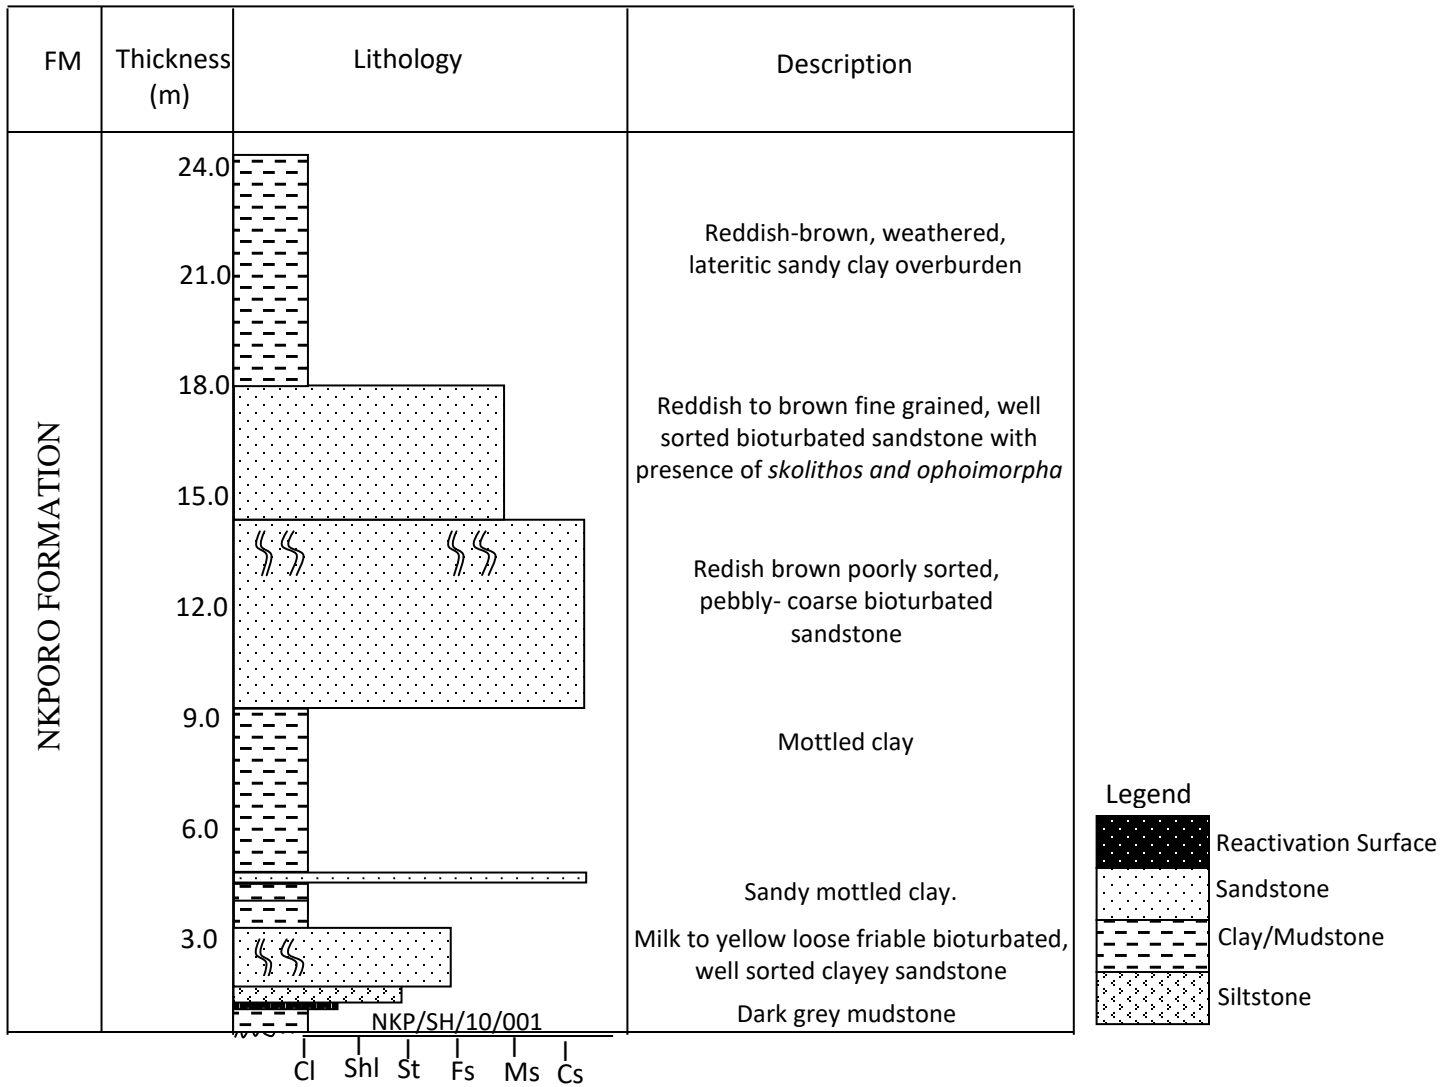 FM
Thickness
(m)
Lithology
Description
NKPORO FORMATION
24.0
21.0
18.0
15.0
12.0
9.0
6.0
3.0
Reddish-brown, weathered,
lateritic sandy clay overburden
Reddish to brown fine grained, well
sorted bioturbated sandstone with
presence of skolithos and ophoimorpha
Redish brown poorly sorted,
pebbly- coarse bioturbated
sandstone
Mottled clay
Sandy mottled clay.
Milk to yellow loose friable bioturbated,
well sorted clayey sandstone
Dark grey mudstone
NKP/SH/10/001
Cl Shl St Fs Ms Cs
Legend
Reactivation Surface
Sandstone
Clay/Mudstone
Siltstone